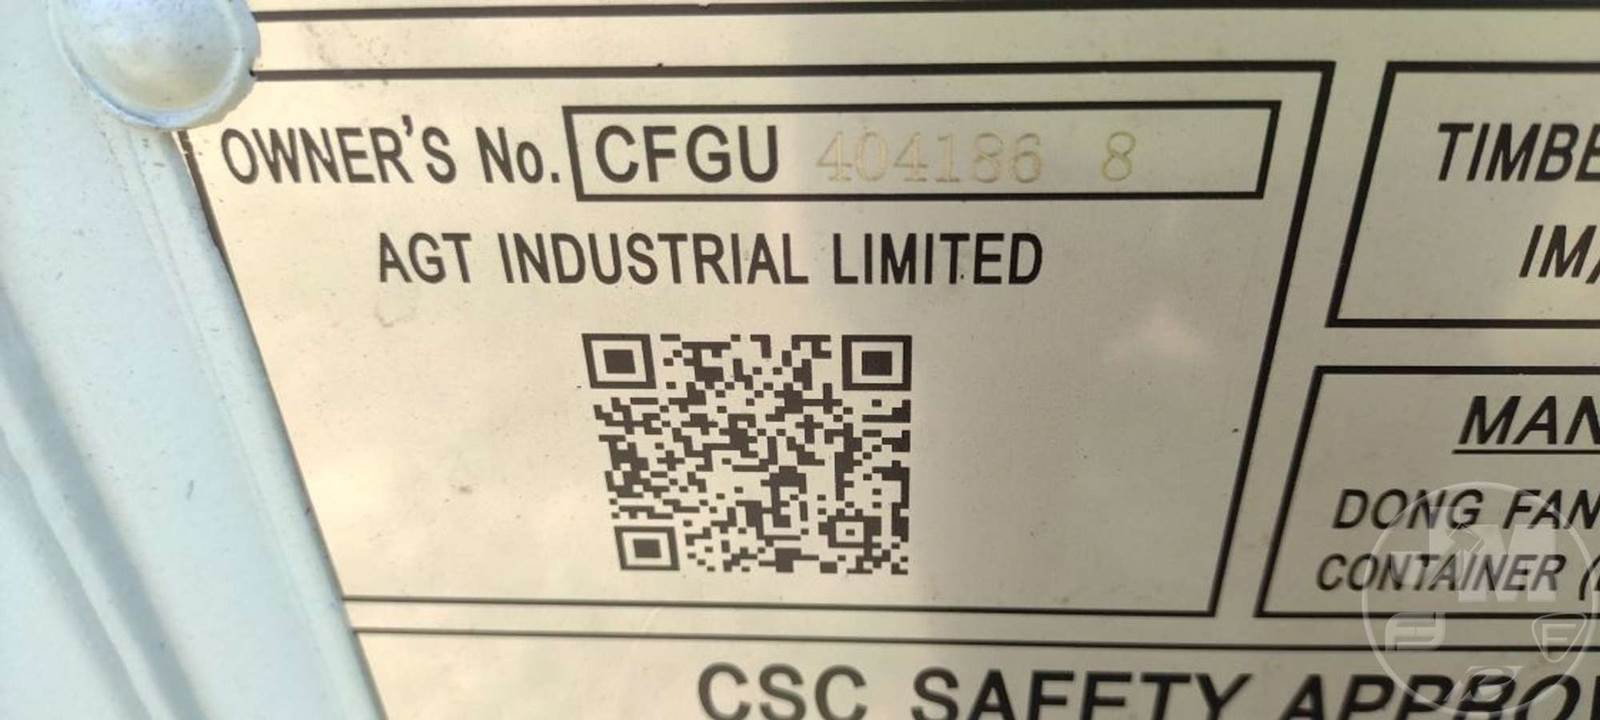 OWNER'S No. CFGU 404186 8
AGT INDUSTRIAL LIMITED
TIMBE
IM
MAN
DONG FAN
CONTAINER (
CSC SAFETY APPRO